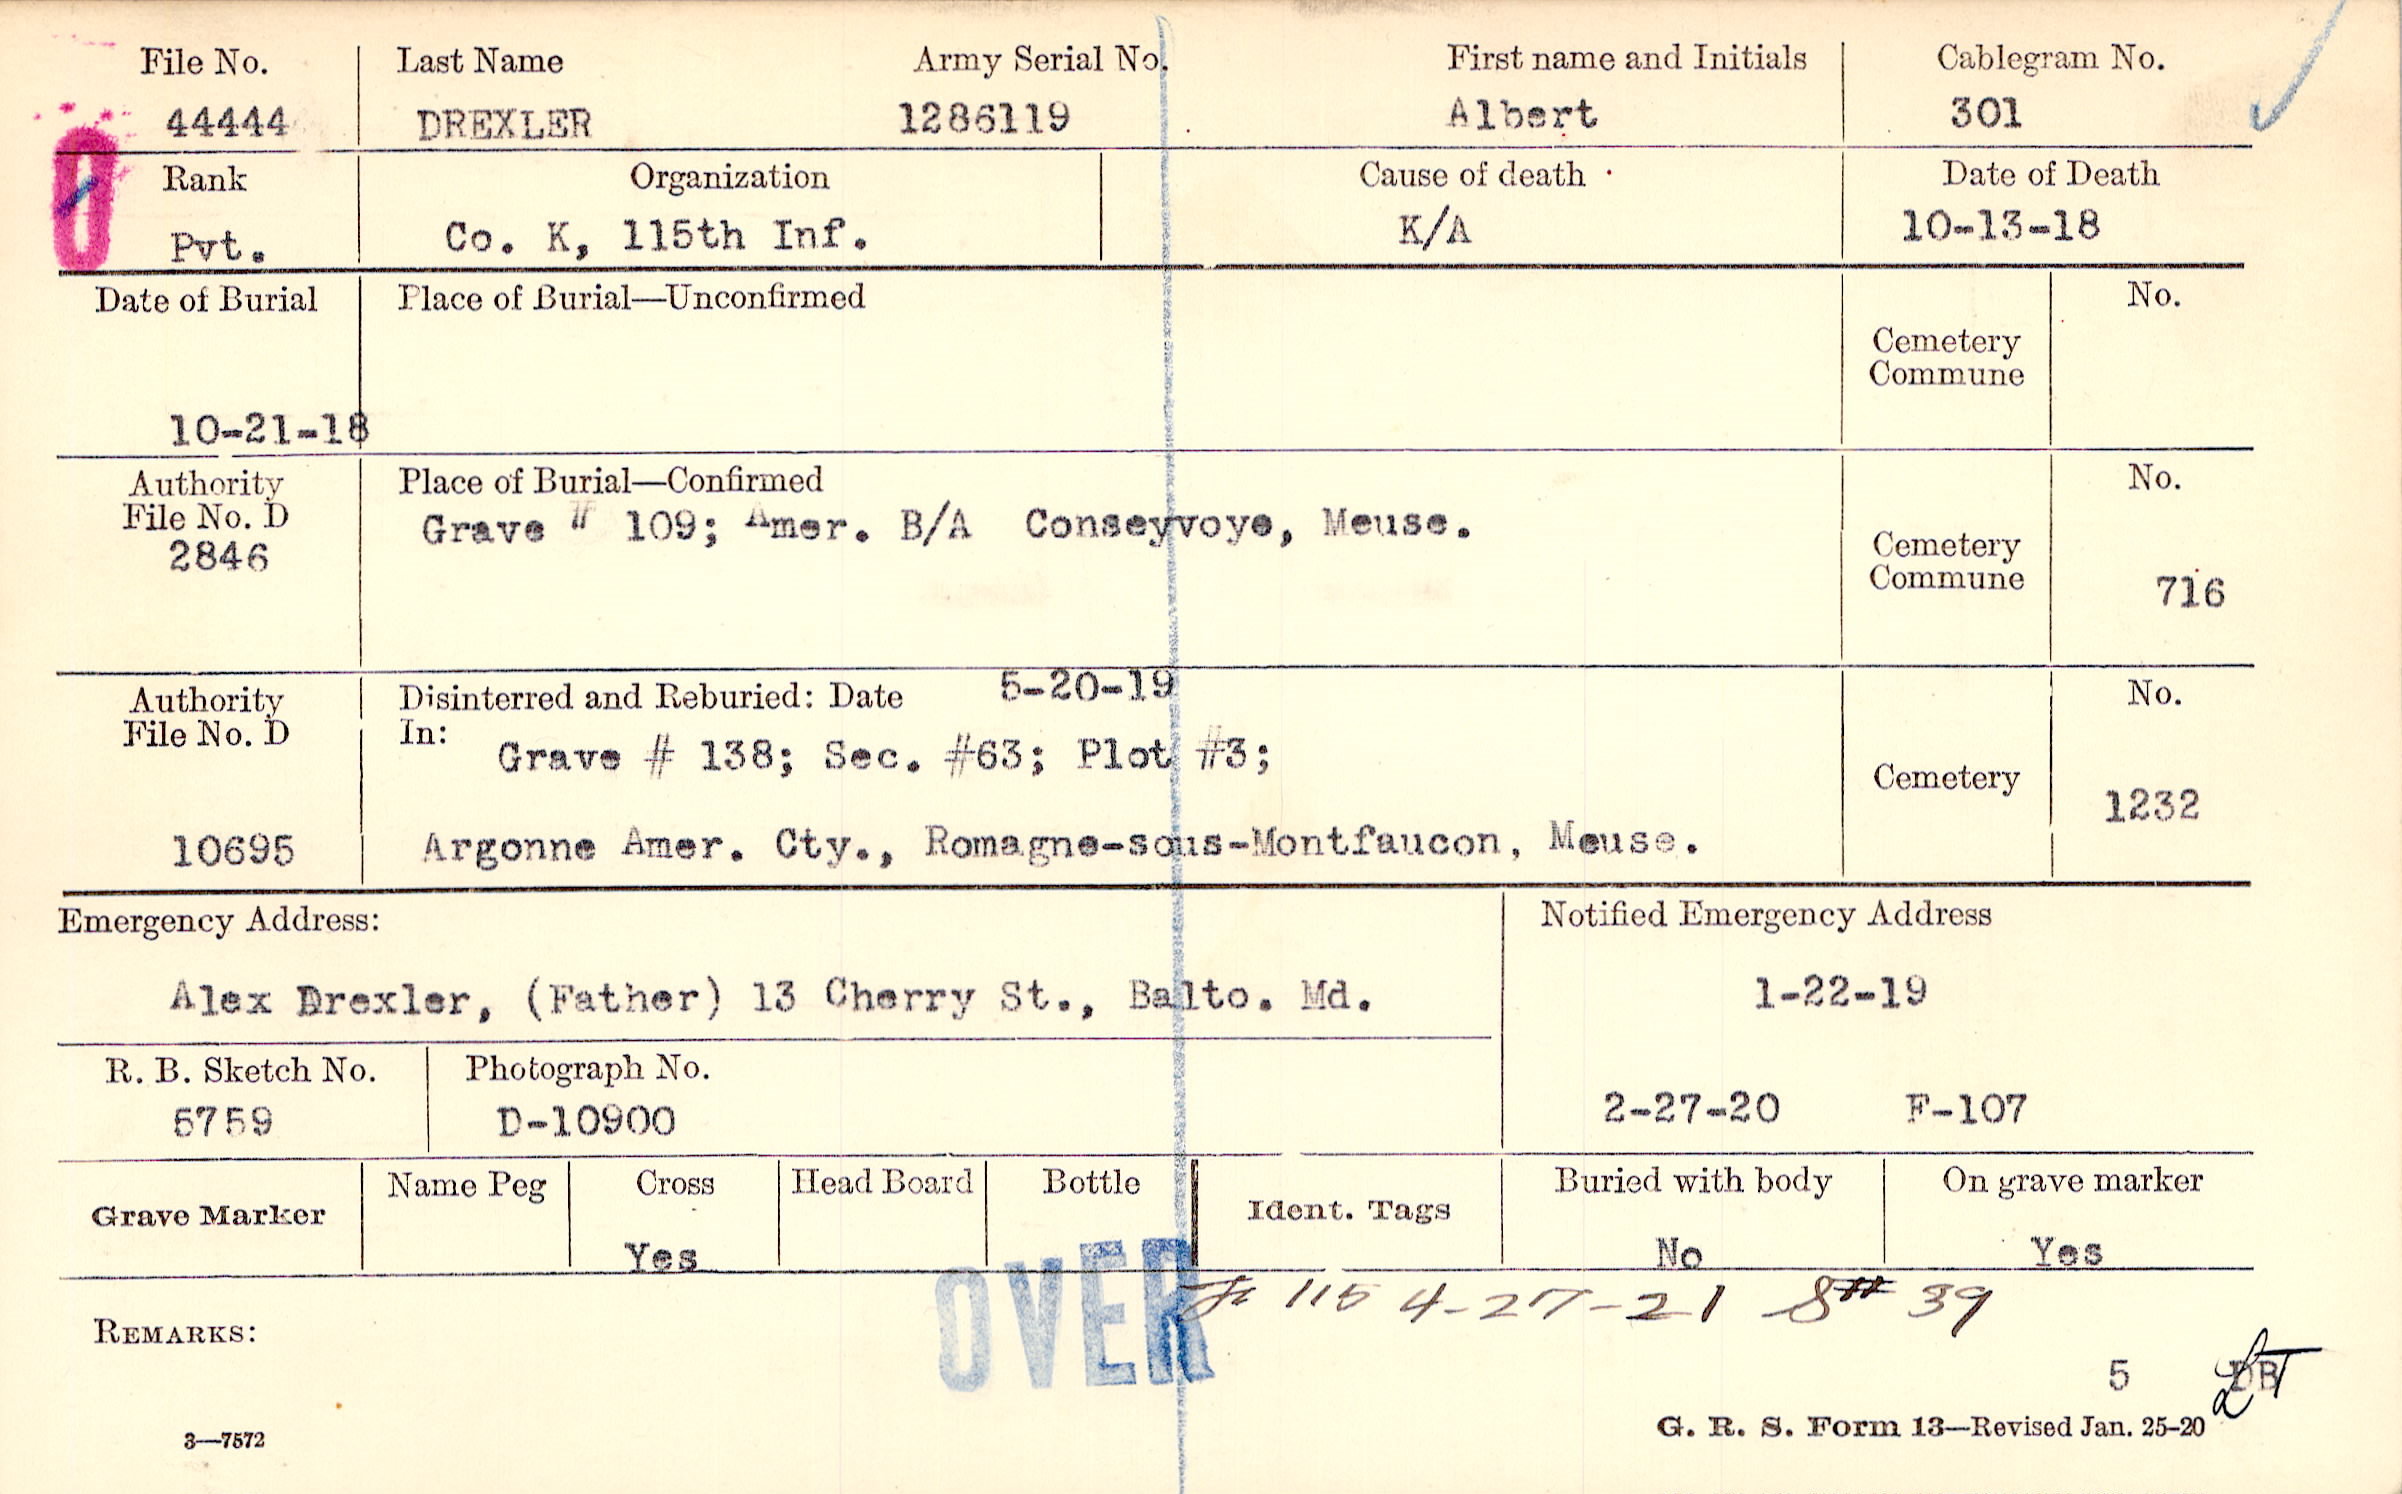 File No. Last Name Army Serial No. First name and Initials Cablegram No.
44444 DREXLER 1286119 Albert 301
Rank Organization Cause of death Date of Death
Pvt. Co. K, 115th Inf. K/A 10-13-18
Date of Burial Place of Burial—Unconfirmed No.
Cemetery
Commune
10-21-18
Authority Place of Burial—Confirmed No.
File No. D Grave # 109; Amer. B/A Conseyvoye, Meuse.
2846 Cemetery
Commune 716
Authority Disinterred and Reburied: Date 5-20-19 No.
File No. D In: Grave # 138; Sec. #63; Plot #3;
Cemetery 1232
10695 Argonne Amer. Cty., Romagne-sous-Montfaucon, Meuse.
Emergency Address: Notified Emergency Address
Alex Drexler, (Father) 13 Cherry St., Balto. Md. 1-22-19
R. B. Sketch No. Photograph No.
5759 D-10900 2-27-20 F-107
Grave Marker Name Peg Cross Head Board Bottle Ident. Tags Buried with body On grave marker
Yes No Yes
OVER 115 4-27-21 S# 39
REMARKS:
5 DB
3—7572 G. R. S. Form 13—Revised Jan. 25-20